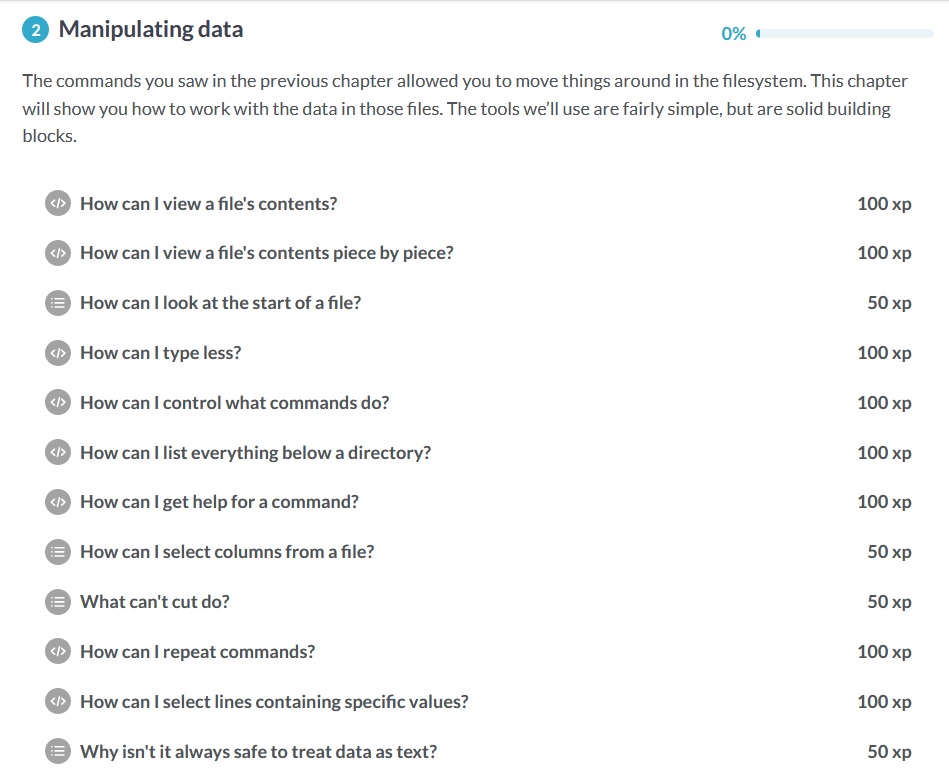 2 Manipulating data 0%
The commands you saw in the previous chapter allowed you to move things around in the filesystem. This chapter
will show you how to work with the data in those files. The tools we'll use are fairly simple, but are solid building
blocks.
</> How can I view a file's contents? 100 xp
</> How can I view a file's contents piece by piece? 100 xp
How can I look at the start of a file? 50 xp
</> How can I type less? 100 xp
</> How can I control what commands do? 100 xp
</> How can I list everything below a directory? 100 xp
</> How can I get help for a command? 100 xp
How can I select columns from a file? 50 xp
What can't cut do? 50 xp
</> How can I repeat commands? 100 xp
</> How can I select lines containing specific values? 100 xp
Why isn't it always safe to treat data as text? 50 xp